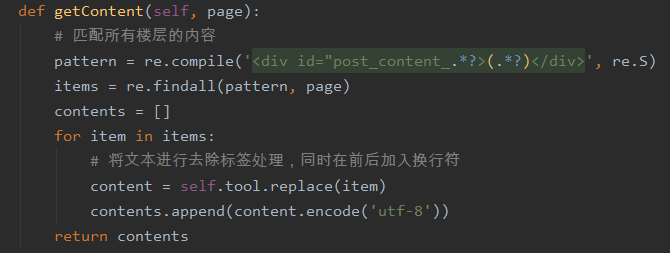 def getContent(self, page):
    # 匹配所有楼层的内容
    pattern = re.compile('<div id="post_content_.*?>(.*?)</div>', re.S)
    items = re.findall(pattern, page)
    contents = []
    for item in items:
        # 将文本进行去除标签处理，同时在前后加入换行符
        content = self.tool.replace(item)
        contents.append(content.encode('utf-8'))
    return contents